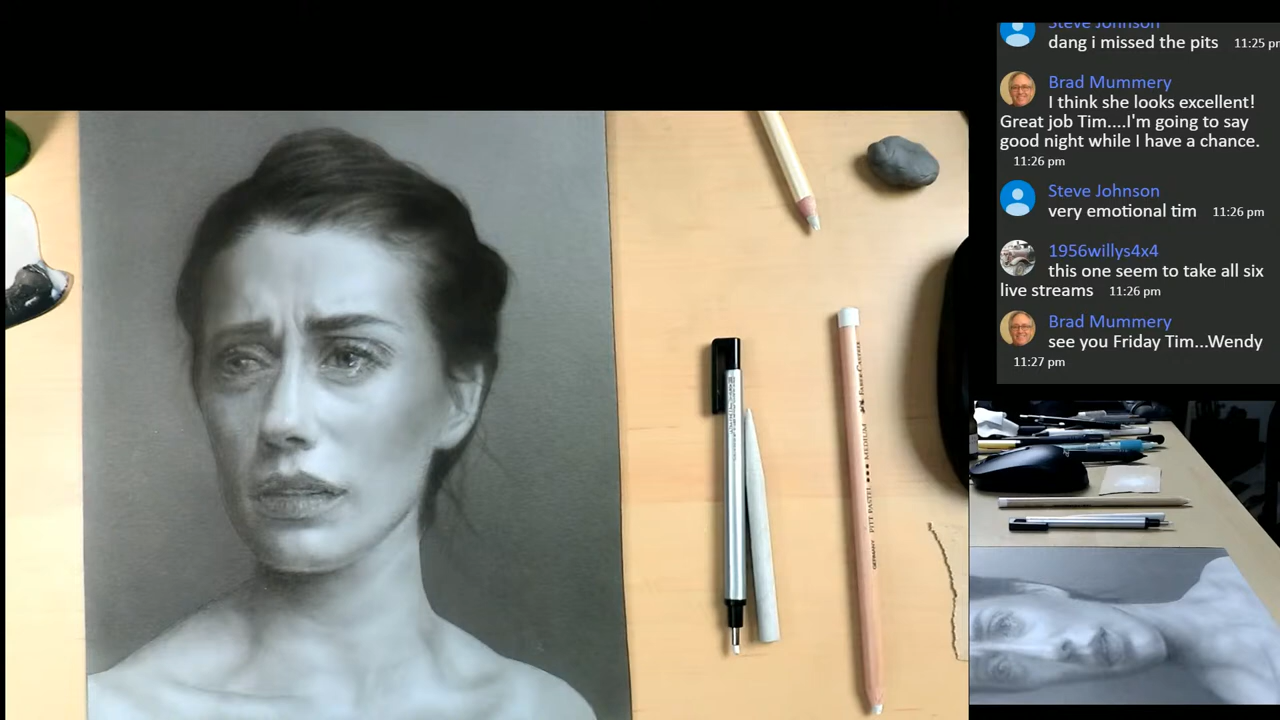 Steve Johnson
dang i missed the pits 11:25 pm
Brad Mummery
I think she looks excellent!
Great job Tim....I'm going to say
good night while I have a chance.
11:26 pm
Steve Johnson
very emotional tim 11:26 pm
1956willys4x4
this one seem to take all six
live streams 11:26 pm
Brad Mummery
see you Friday Tim...Wendy
11:27 pm
GERMANY PITT PASTEL MEDIUM FABER-CASTELL